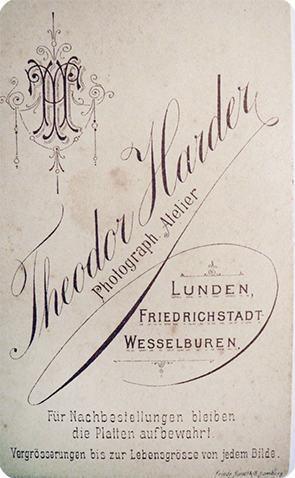 Theodor Harder
Photograph. Atelier
LUNDEN,
FRIEDRICHSTADT-
WESSELBUREN.
Für Nachbestellungen bleiben
die Platten aufbewahrt.
Vergrösserungen bis zur Lebensgrösse von jedem Bilde.